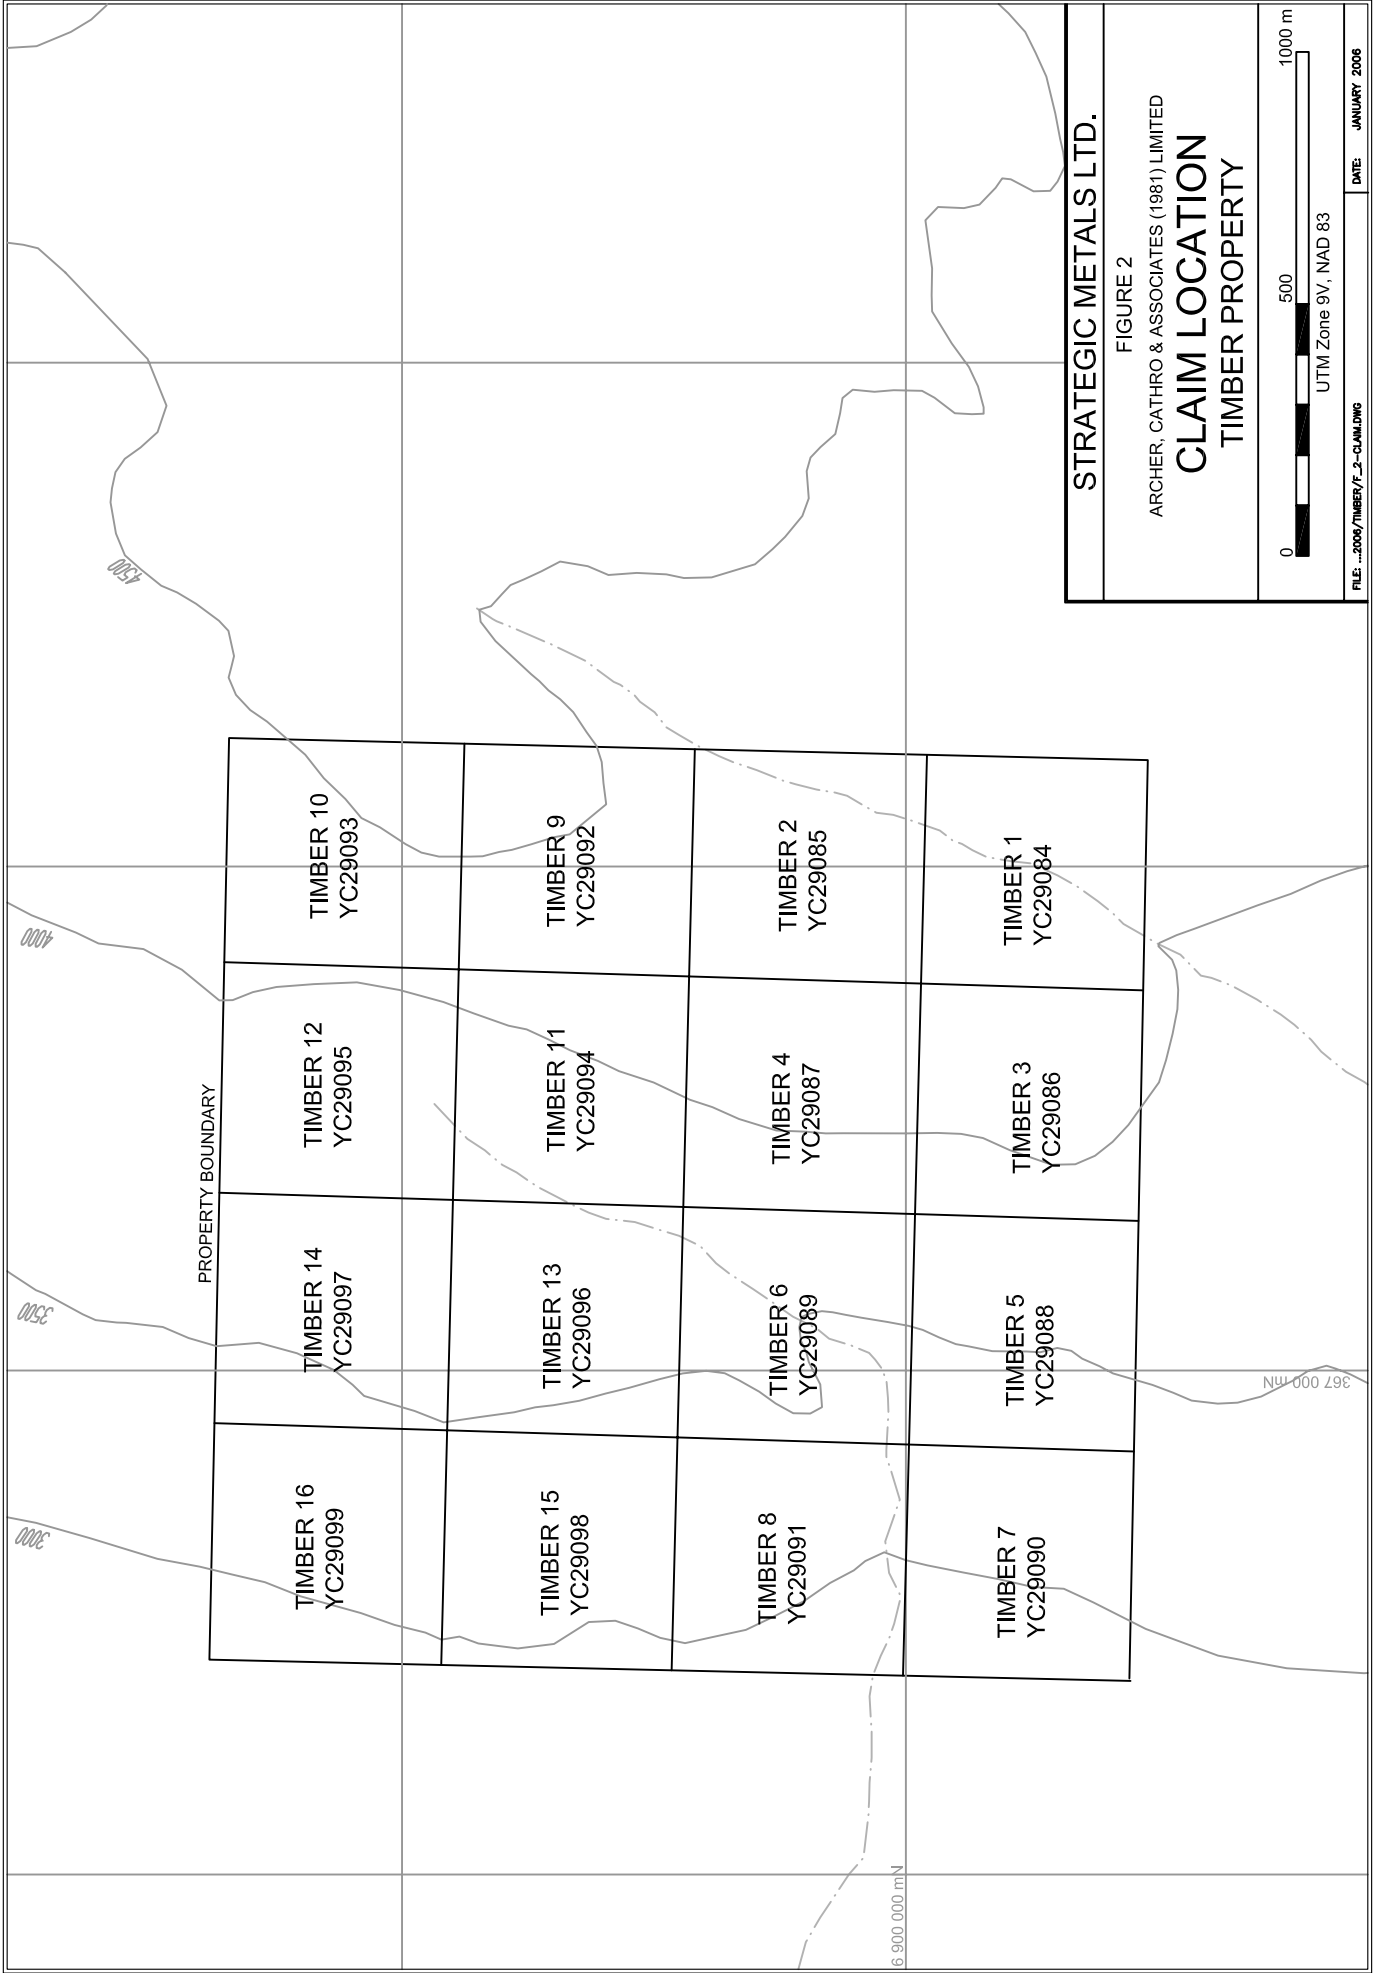 PROPERTY BOUNDARY
3000
3500
4000
4500
TIMBER 16
YC29099
TIMBER 14
YC29097
TIMBER 12
YC29095
TIMBER 10
YC29093
TIMBER 15
YC29098
TIMBER 13
YC29096
TIMBER 11
YC29094
TIMBER 9
YC29092
TIMBER 8
YC29091
TIMBER 6
YC29089
TIMBER 4
YC29087
TIMBER 2
YC29085
TIMBER 7
YC29090
TIMBER 5
YC29088
TIMBER 3
YC29086
TIMBER 1
YC29084
6 900 000 mN
367 000 mN
STRATEGIC METALS LTD.
FIGURE 2
ARCHER, CATHRO & ASSOCIATES (1981) LIMITED
CLAIM LOCATION
TIMBER PROPERTY
0 500 1000 m
UTM Zone 9V, NAD 83
FILE: ...2006/TIMBER/F_2-CLAIM.DWG DATE: JANUARY 2006